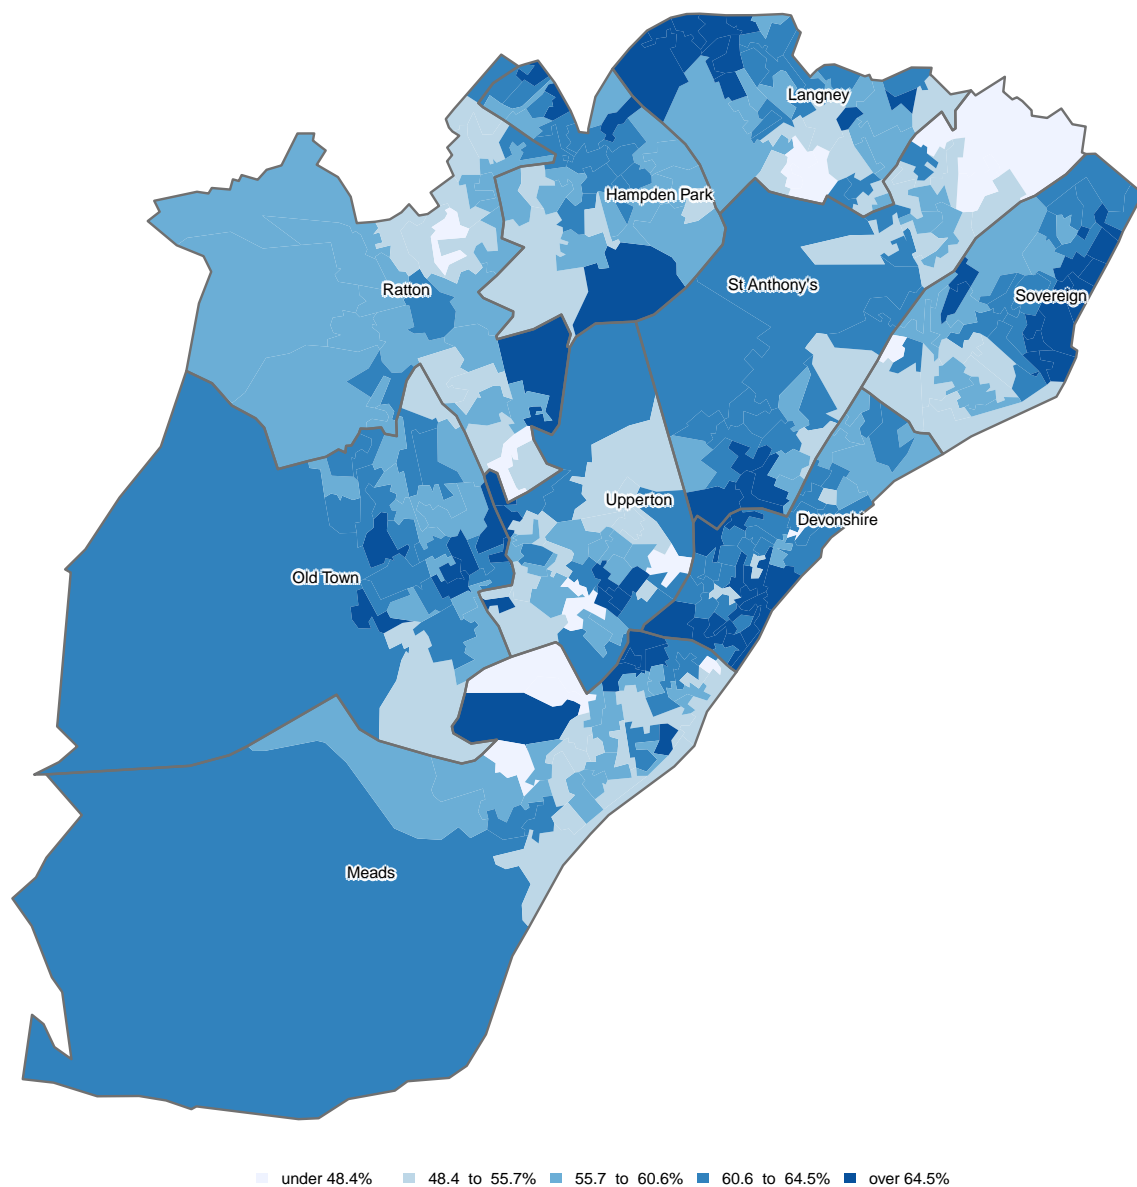 Langney
Hampden Park
St Anthony's
Ratton
Sovereign
Upperton
Devonshire
Old Town
Meads
under 48.4% 48.4 to 55.7% 55.7 to 60.6% 60.6 to 64.5% over 64.5%